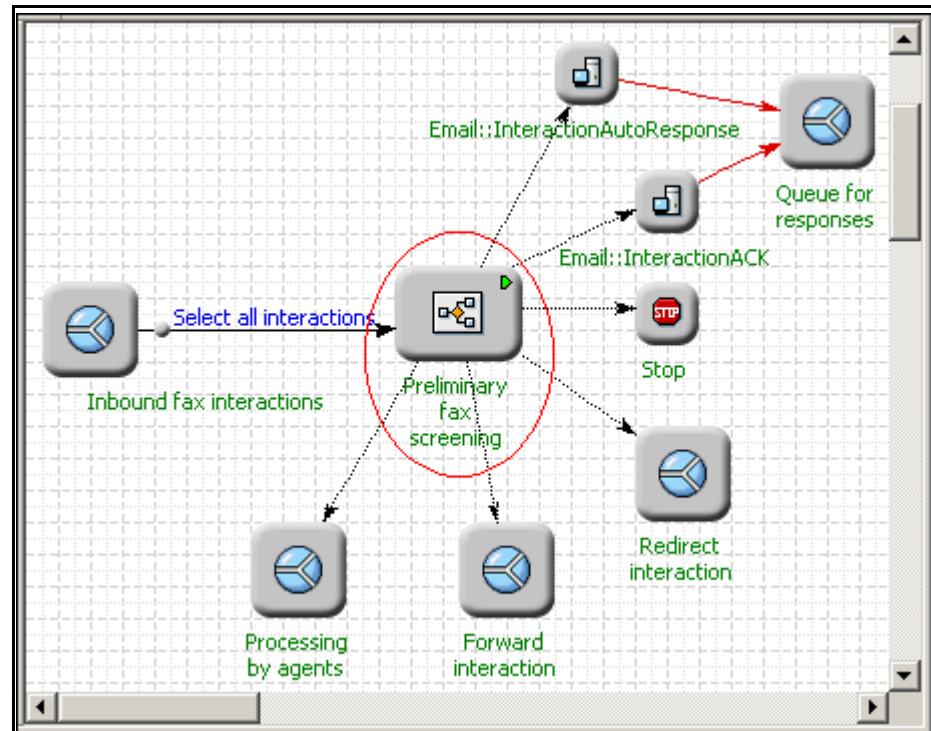 Email::InteractionAutoResponse
Queue for
responses
Email::InteractionACK
Select all interactions
STOP
Stop
Inbound fax interactions
Preliminary
fax
screening
Redirect
interaction
Processing
by agents
Forward
interaction